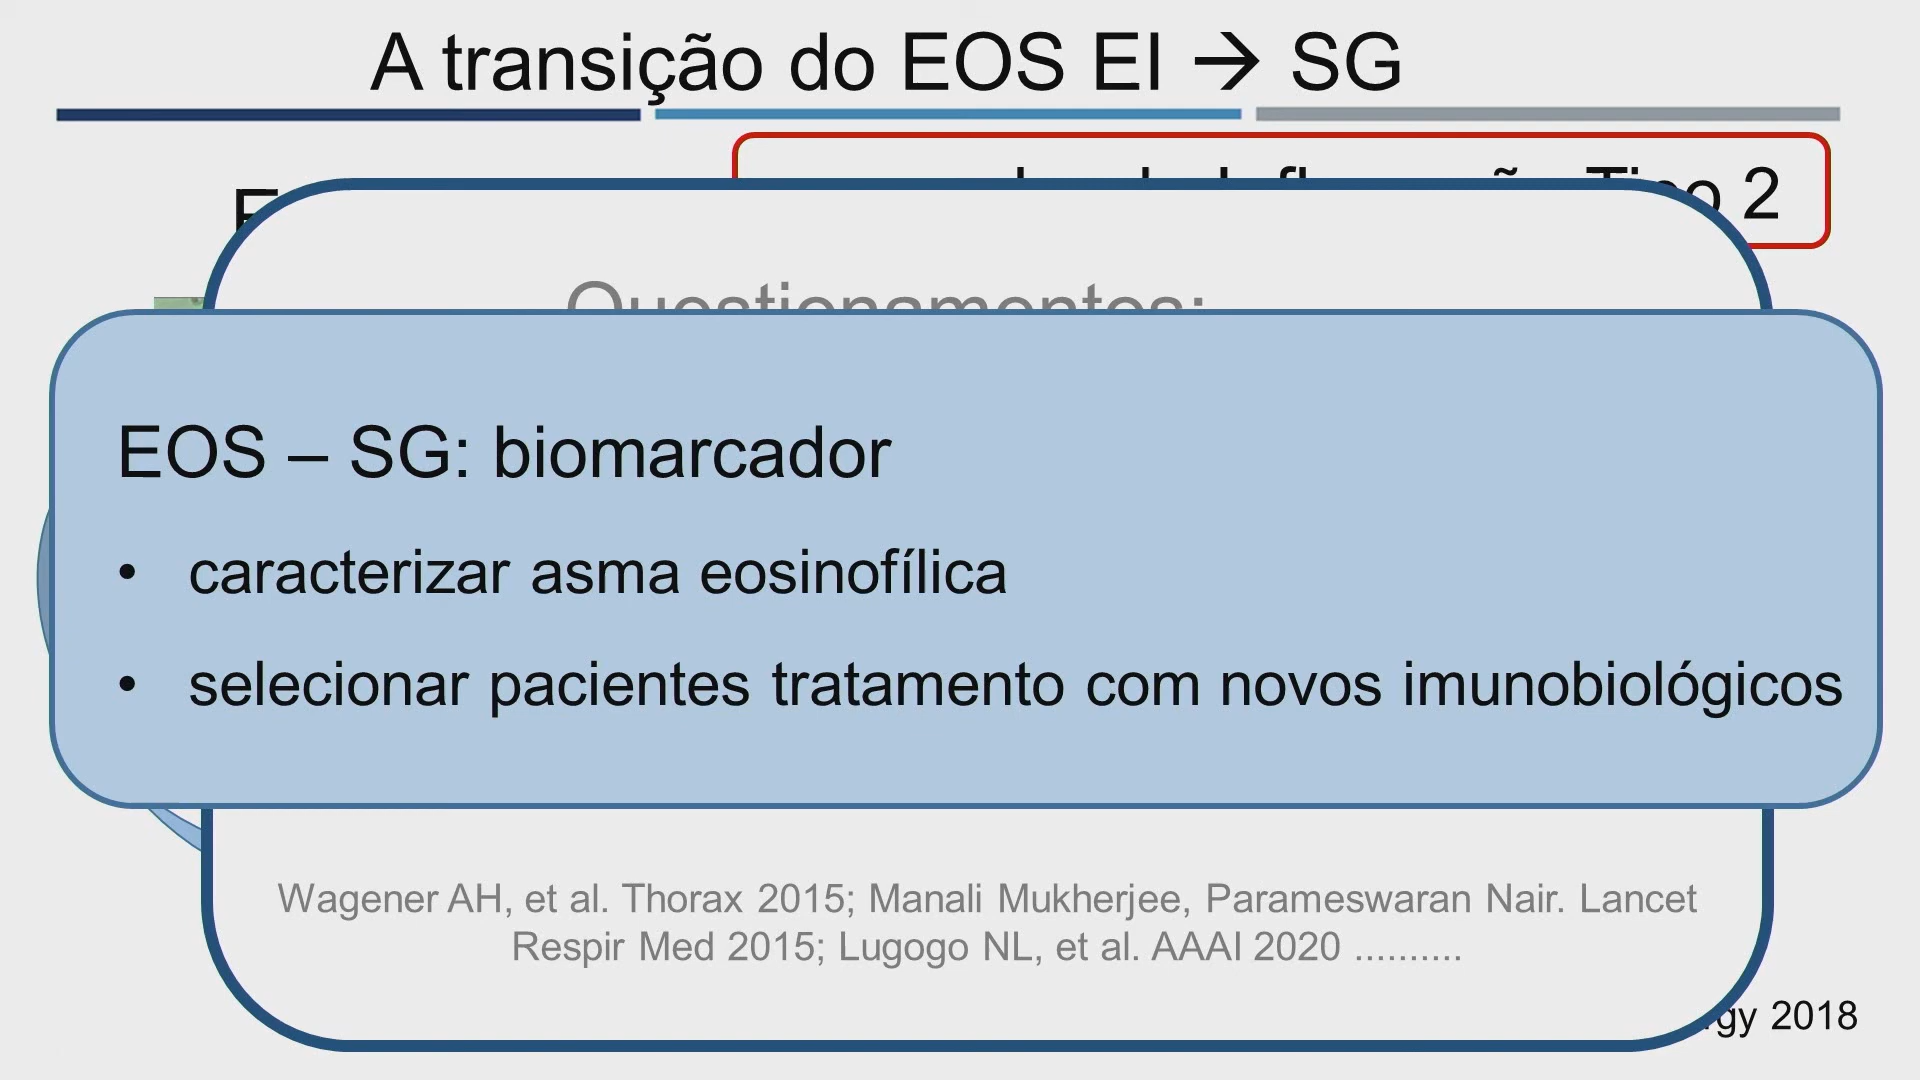 A transição do EOS EI → SG
Tipo 2
Questionamentos:
EOS – SG: biomarcador
• caracterizar asma eosinofílica
• selecionar pacientes tratamento com novos imunobiológicos
Wagener AH, et al. Thorax 2015; Manali Mukherjee, Parameswaran Nair. Lancet
Respir Med 2015; Lugogo NL, et al. AAAI 2020 ..........
2018